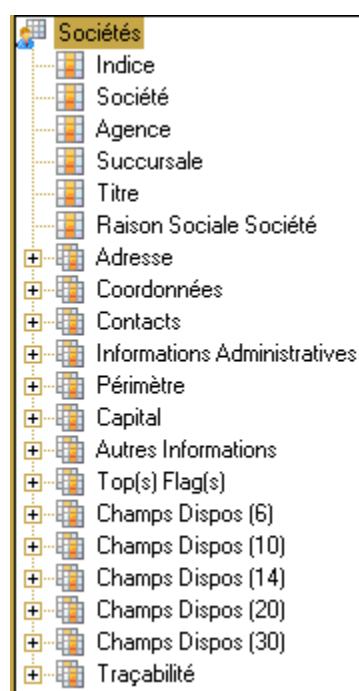 Sociétés
Indice
Société
Agence
Succursale
Titre
Raison Sociale Société
Adresse
Coordonnées
Contacts
Informations Administratives
Périmètre
Capital
Autres Informations
Top(s) Flag(s)
Champs Dispos (6)
Champs Dispos (10)
Champs Dispos (14)
Champs Dispos (20)
Champs Dispos (30)
Traçabilité